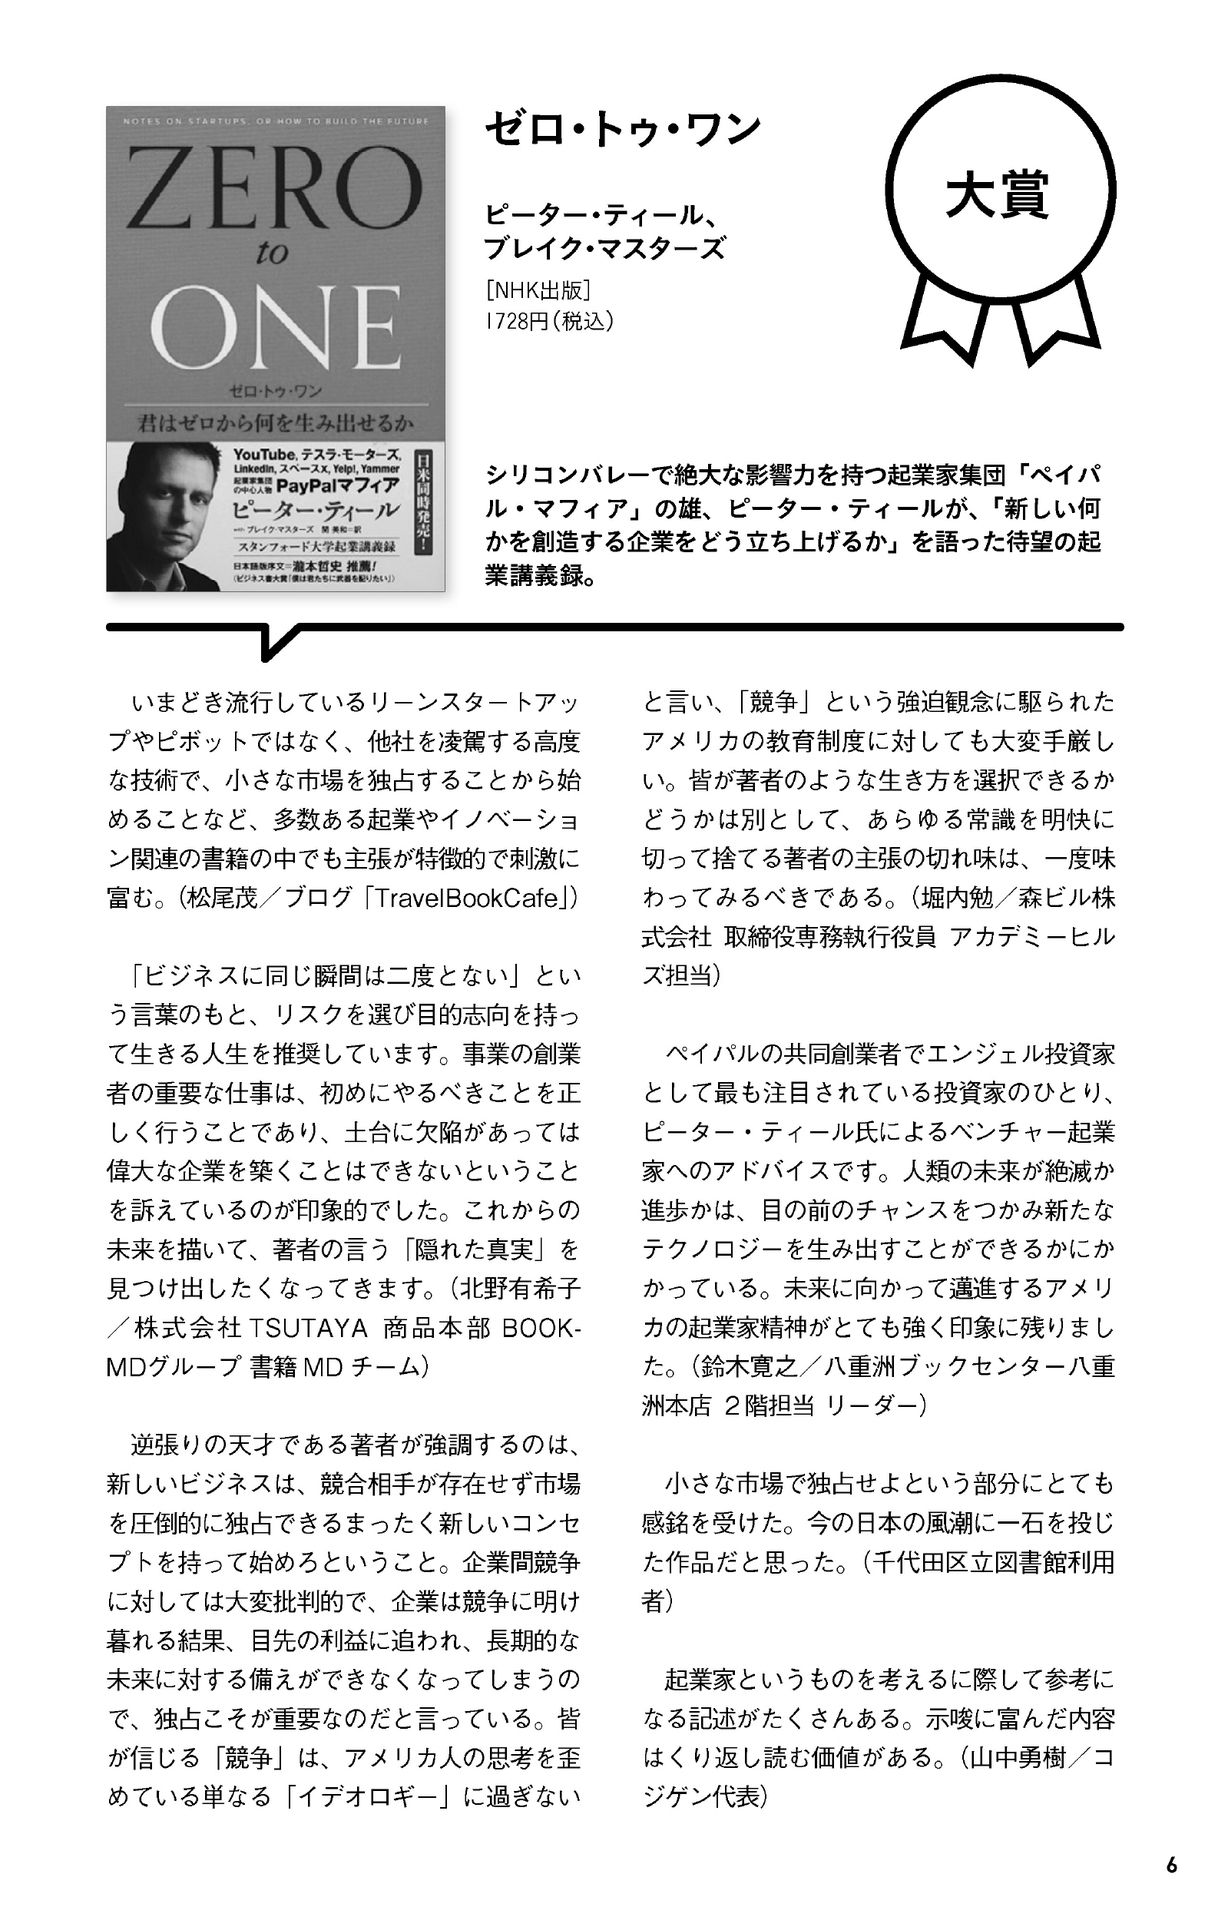 NOTES ON STARTUPS, OR HOW TO BUILD THE FUTURE
ZERO
to
ONE
ゼロ・トゥ・ワン
君はゼロから何を生み出せるか
YouTube, テスラ・モーターズ,
LinkedIn, スペースX, Yelp!, Yammer
起業家集団
の中心人物 PayPalマフィア
ピーター・ティール
with ブレイク・マスターズ 関 美和=訳
スタンフォード大学起業講義録
日本語版序文=瀧本哲史 推薦!
(ビジネス書大賞「僕は君たちに武器を配りたい」)
日米同時発売!
ゼロ・トゥ・ワン
ピーター・ティール、
ブレイク・マスターズ
[NHK出版]
1728円(税込)
大賞
シリコンバレーで絶大な影響力を持つ起業家集団「ペイパ
ル・マフィア」の雄、ピーター・ティールが、「新しい何
かを創造する企業をどう立ち上げるか」を語った待望の起
業講義録。
いまどき流行しているリーンスタートアッ
プやピボットではなく、他社を凌駕する高度
な技術で、小さな市場を独占することから始
めることなど、多数ある起業やイノベーショ
ン関連の書籍の中でも主張が特徴的で刺激に
富む。(松尾茂/ブログ「TravelBookCafe」)
「ビジネスに同じ瞬間は二度とない」とい
う言葉のもと、リスクを選び目的志向を持っ
て生きる人生を推奨しています。事業の創業
者の重要な仕事は、初めにやるべきことを正
しく行うことであり、土台に欠陥があっては
偉大な企業を築くことはできないということ
を訴えているのが印象的でした。これからの
未来を描いて、著者の言う「隠れた真実」を
見つけ出したくなってきます。(北野有希子
/株式会社TSUTAYA 商品本部 BOOK-
MDグループ 書籍 MD チーム)
逆張りの天才である著者が強調するのは、
新しいビジネスは、競合相手が存在せず市場
を圧倒的に独占できるまったく新しいコンセ
プトを持って始めろということ。企業間競争
に対しては大変批判的で、企業は競争に明け
暮れる結果、目先の利益に追われ、長期的な
未来に対する備えができなくなってしまうの
で、独占こそが重要なのだと言っている。皆
が信じる「競争」は、アメリカ人の思考を歪
めている単なる「イデオロギー」に過ぎない
と言い、「競争」という強迫観念に駆られた
アメリカの教育制度に対しても大変手厳し
い。皆が著者のような生き方を選択できるか
どうかは別として、あらゆる常識を明快に
切って捨てる著者の主張の切れ味は、一度味
わってみるべきである。(堀内勉/森ビル株
式会社 取締役専務執行役員 アカデミーヒル
ズ担当)
ペイパルの共同創業者でエンジェル投資家
として最も注目されている投資家のひとり、
ピーター・ティール氏によるベンチャー起業
家へのアドバイスです。人類の未来が絶滅か
進歩かは、目の前のチャンスをつかみ新たな
テクノロジーを生み出すことができるかにか
かっている。未来に向かって邁進するアメリ
カの起業家精神がとても強く印象に残りまし
た。(鈴木寛之/八重洲ブックセンター八重
洲本店 2階担当 リーダー)
小さな市場で独占せよという部分にとても
感銘を受けた。今の日本の風潮に一石を投じ
た作品だと思った。(千代田区立図書館利用
者)
起業家というものを考えるに際して参考に
なる記述がたくさんある。示唆に富んだ内容
はくり返し読む価値がある。(山中勇樹/コ
ジゲン代表)
6